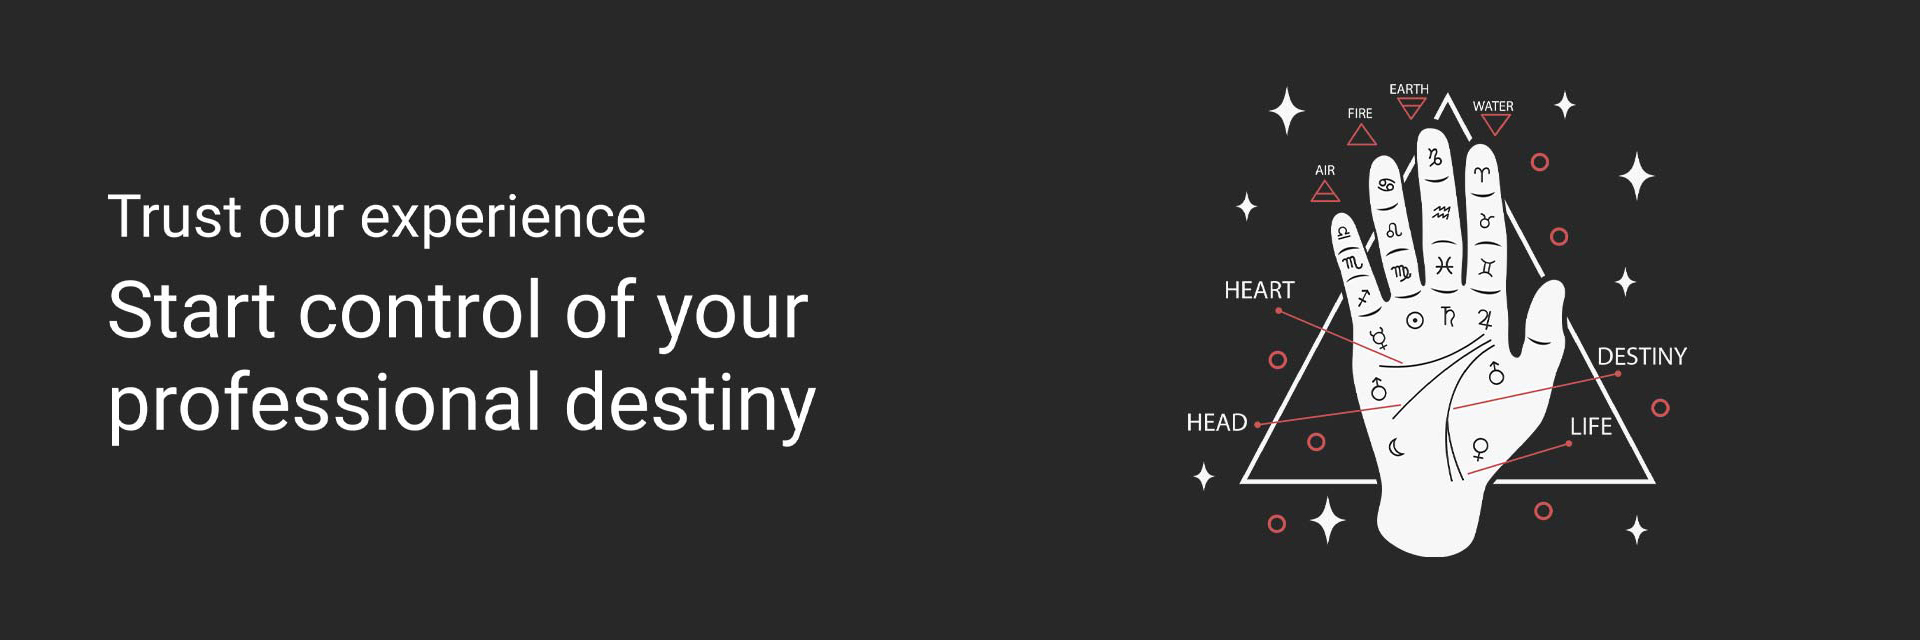 Trust our experience
Start control of your
professional destiny
EARTH
FIRE
WATER
AIR
HEART
DESTINY
HEAD
LIFE